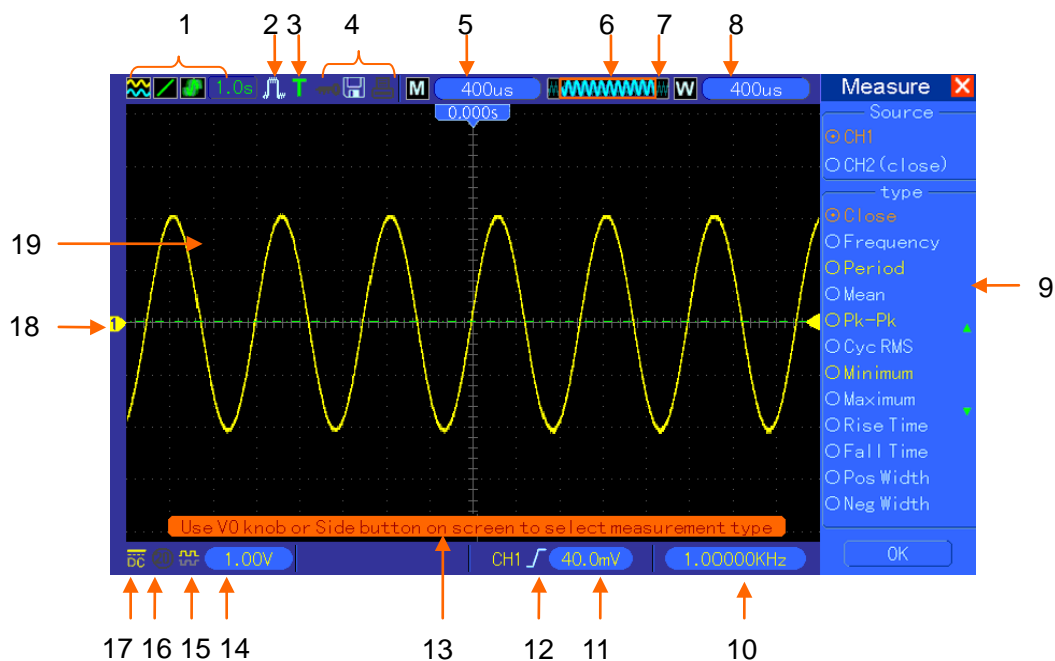 1 2 3 4 5 6 7 8
1.0s T M 400us W 400us Measure X
0.000s
Source
CH1
CH2(close)
type
Close
19
Frequency
Period
9
Mean
18
1
Pk-Pk
Cyc RMS
Minimum
Maximum
Rise Time
Fall Time
Pos Width
Neg Width
Use V0 knob or Side button on screen to select measurement type
DC 1.00V CH1 40.0mV 1.00000KHz OK
17 16 15 14 13 12 11 10